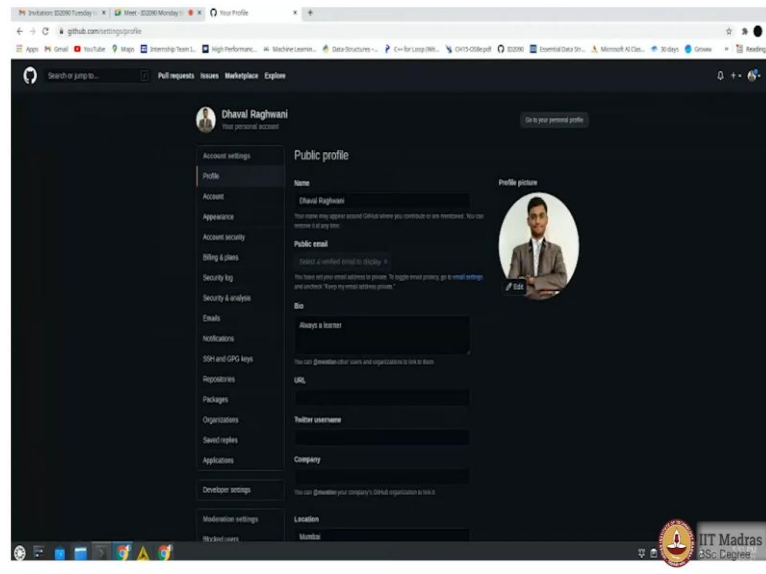 Invitation: ID2090 Tuesday
Meet - ID2090 Monday
Your Profile
github.com/settings/profile
Apps
Gmail
YouTube
Maps
Internship Team 1...
High Performanc...
Machine Learnin...
Data-Structures-...
C++ for Loop (Wit...
CH15-OS8e.pdf
ID2090
Essential Data Str...
Microsoft AI Clas...
30 days
Groww
Reading
Search or jump to...
Pull requests Issues Marketplace Explore
Dhaval Raghwani
Your personal account
Go to your personal profile
Account settings
Profile
Account
Appearance
Account security
Billing & plans
Security log
Security & analysis
Emails
Notifications
SSH and GPG keys
Repositories
Packages
Organizations
Saved replies
Applications
Developer settings
Moderation settings
Blocked users
Public profile
Name
Dhaval Raghwani
Your name may appear around GitHub where you contribute or are mentioned. You can
remove it at any time.
Public email
Select a verified email to display
You have set your email address to private. To toggle email privacy, go to email settings
and uncheck "Keep my email address private."
Bio
Always a learner
You can @mention other users and organizations to link to them.
URL
Twitter username
Company
You can @mention your company's GitHub organization to link it.
Location
Mumbai
Profile picture
Edit
IIT Madras
BSc Degree